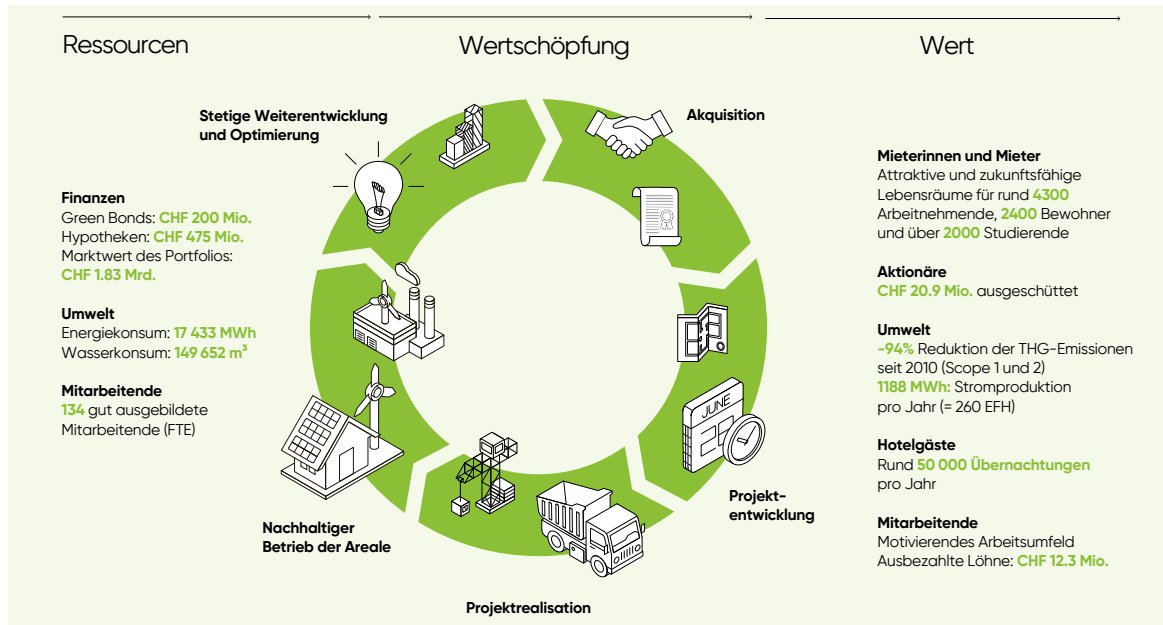 Ressourcen
Wertschöpfung
Wert
Stetige Weiterentwicklung
und Optimierung
Akquisition
Finanzen
Green Bonds: CHF 200 Mio.
Hypotheken: CHF 475 Mio.
Marktwert des Portfolios:
CHF 1.83 Mrd.
Umwelt
Energiekonsum: 17 433 MWh
Wasserkonsum: 149 652 m³
Mitarbeitende
134 gut ausgebildete
Mitarbeitende (FTE)
JUNE
27
Projekt-
entwicklung
Nachhaltiger
Betrieb der Areale
Projektrealisation
Mieterinnen und Mieter
Attraktive und zukunftsfähige
Lebensräume für rund 4300
Arbeitnehmende, 2400 Bewohner
und über 2000 Studierende
Aktionäre
CHF 20.9 Mio. ausgeschüttet
Umwelt
-94% Reduktion der THG-Emissionen
seit 2010 (Scope 1 und 2)
1188 MWh: Stromproduktion
pro Jahr (= 260 EFH)
Hotelgäste
Rund 50 000 Übernachtungen
pro Jahr
Mitarbeitende
Motivierendes Arbeitsumfeld
Ausbezahlte Löhne: CHF 12.3 Mio.